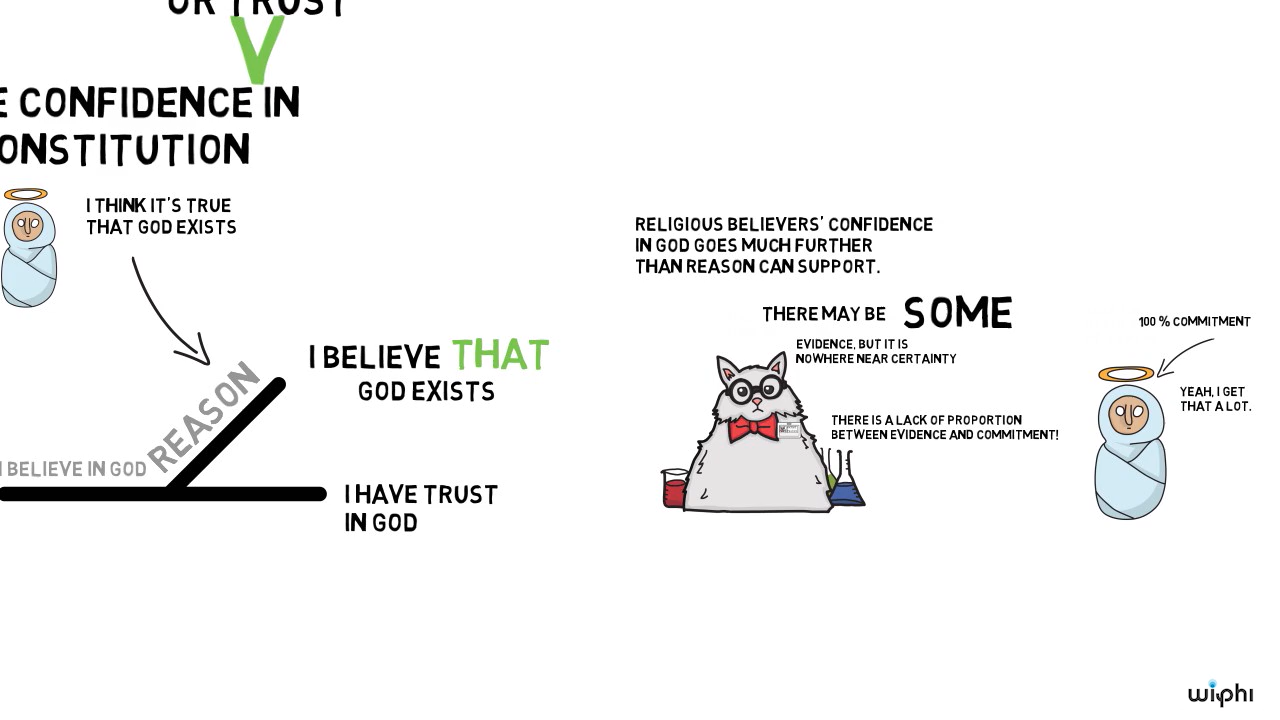 OR TRUST
E CONFIDENCE IN
ONSTITUTION
I THINK IT'S TRUE
THAT GOD EXISTS
REASON
I BELIEVE THAT
GOD EXISTS
I BELIEVE IN GOD
I HAVE TRUST
IN GOD
RELIGIOUS BELIEVERS' CONFIDENCE
IN GOD GOES MUCH FURTHER
THAN REASON CAN SUPPORT.
THERE MAY BE SOME
EVIDENCE, BUT IT IS
NOWHERE NEAR CERTAINTY
THERE IS A LACK OF PROPORTION
BETWEEN EVIDENCE AND COMMITMENT!
100 % COMMITMENT
YEAH, I GET
THAT A LOT.
wiphi